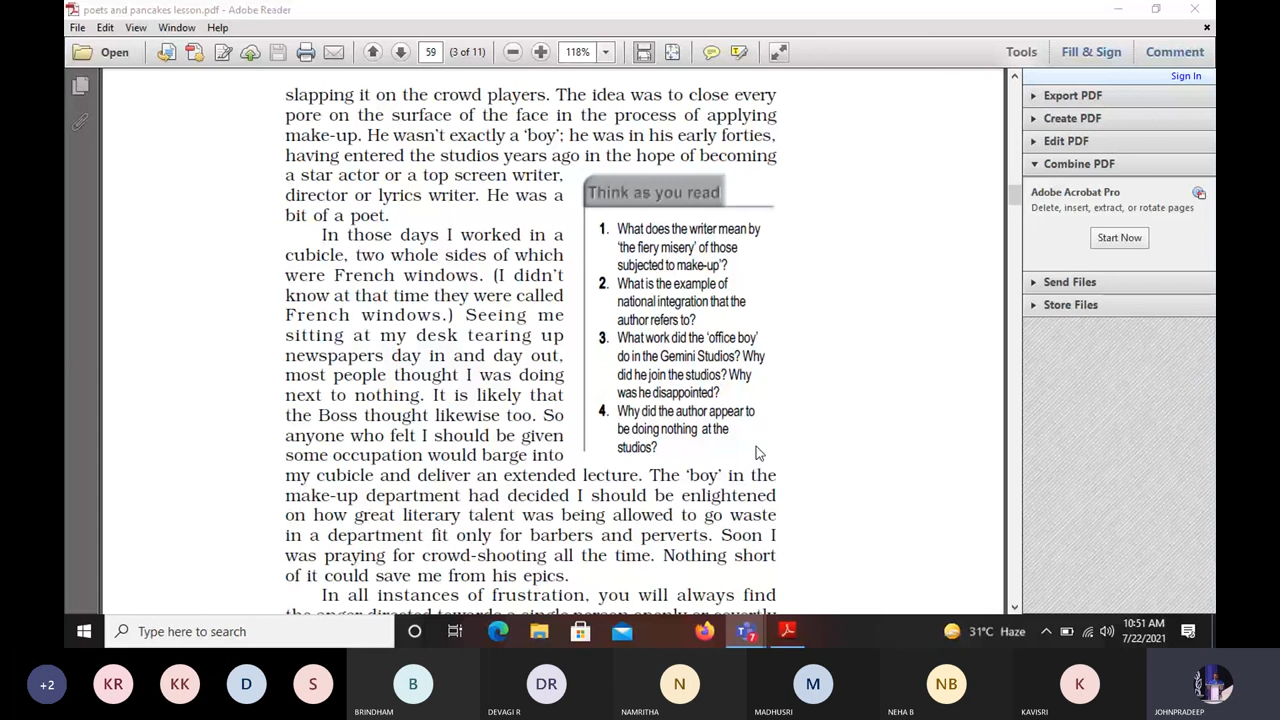 poets and pancakes lesson.pdf - Adobe Reader
File Edit View Window Help
Open 59 (3 of 11) 118% Tools Fill & Sign Comment
Sign In
slapping it on the crowd players. The idea was to close every
pore on the surface of the face in the process of applying
make-up. He wasn't exactly a 'boy'; he was in his early forties,
having entered the studios years ago in the hope of becoming
a star actor or a top screen writer,
director or lyrics writer. He was a
bit of a poet.
In those days I worked in a
cubicle, two whole sides of which
were French windows. (I didn't
know at that time they were called
French windows.) Seeing me
sitting at my desk tearing up
newspapers day in and day out,
most people thought I was doing
next to nothing. It is likely that
the Boss thought likewise too. So
anyone who felt I should be given
some occupation would barge into
my cubicle and deliver an extended lecture. The 'boy' in the
make-up department had decided I should be enlightened
on how great literary talent was being allowed to go waste
in a department fit only for barbers and perverts. Soon I
was praying for crowd-shooting all the time. Nothing short
of it could save me from his epics.
In all instances of frustration, you will always find
the anger directed towards a single person openly or covertly
Think as you read
1. What does the writer mean by
'the fiery misery' of those
subjected to make-up'?
2. What is the example of
national integration that the
author refers to?
3. What work did the 'office boy'
do in the Gemini Studios? Why
did he join the studios? Why
was he disappointed?
4. Why did the author appear to
be doing nothing at the
studios?
Export PDF
Create PDF
Edit PDF
Combine PDF
Adobe Acrobat Pro
Delete, insert, extract, or rotate pages
Start Now
Send Files
Store Files
Type here to search
7
31°C Haze
10:51 AM
7/22/2021
+2 KR KK D S B DR N M NB K
BRINDHAM DEVAGI R NAMRITHA MADHUSRI NEHA B KAVISRI JOHNPRADEEP